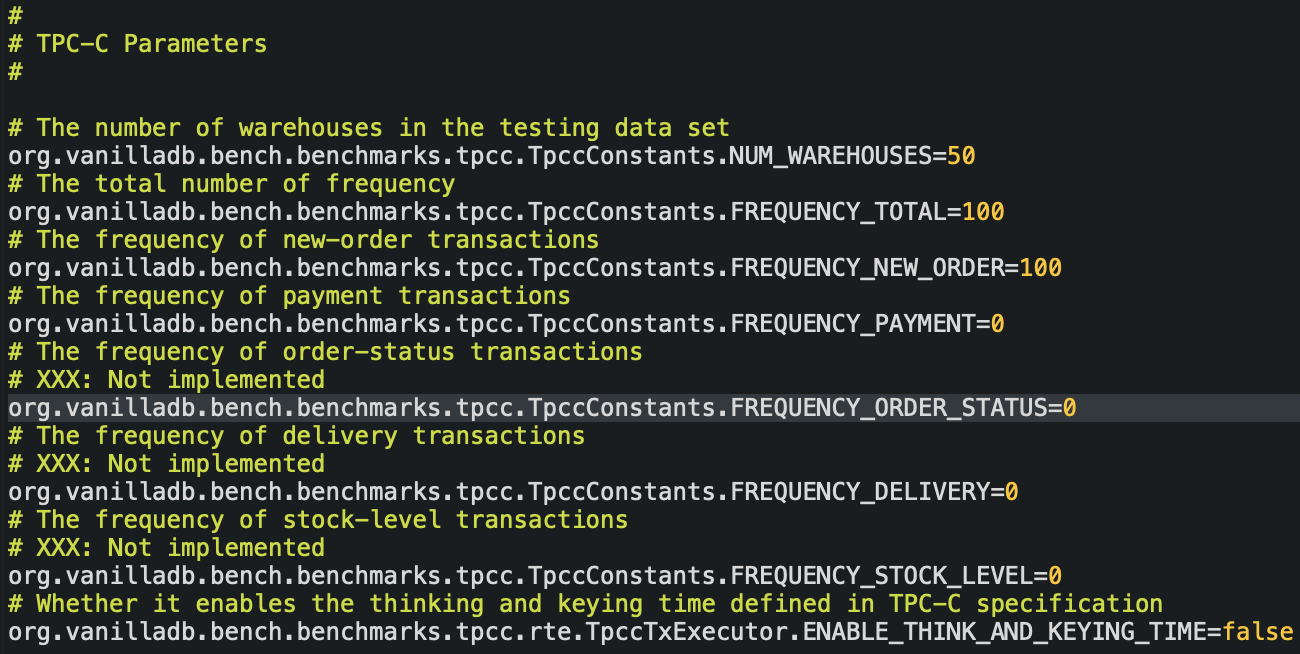 #
# TPC-C Parameters
#
# The number of warehouses in the testing data set
org.vanilladb.bench.benchmarks.tpcc.TpccConstants.NUM_WAREHOUSES=50
# The total number of frequency
org.vanilladb.bench.benchmarks.tpcc.TpccConstants.FREQUENCY_TOTAL=100
# The frequency of new-order transactions
org.vanilladb.bench.benchmarks.tpcc.TpccConstants.FREQUENCY_NEW_ORDER=100
# The frequency of payment transactions
org.vanilladb.bench.benchmarks.tpcc.TpccConstants.FREQUENCY_PAYMENT=0
# The frequency of order-status transactions
# XXX: Not implemented
org.vanilladb.bench.benchmarks.tpcc.TpccConstants.FREQUENCY_ORDER_STATUS=0
# The frequency of delivery transactions
# XXX: Not implemented
org.vanilladb.bench.benchmarks.tpcc.TpccConstants.FREQUENCY_DELIVERY=0
# The frequency of stock-level transactions
# XXX: Not implemented
org.vanilladb.bench.benchmarks.tpcc.TpccConstants.FREQUENCY_STOCK_LEVEL=0
# Whether it enables the thinking and keying time defined in TPC-C specification
org.vanilladb.bench.benchmarks.tpcc.rte.TpccTxExecutor.ENABLE_THINK_AND_KEYING_TIME=false